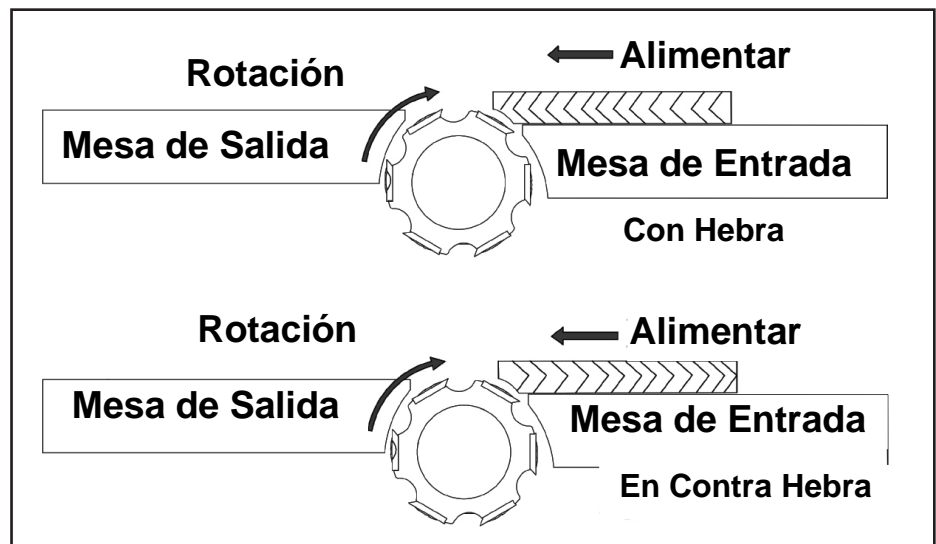 Alimentar
Rotación
Mesa de Salida
Mesa de Entrada
Con Hebra
Rotación
Alimentar
Mesa de Salida
Mesa de Entrada
En Contra Hebra